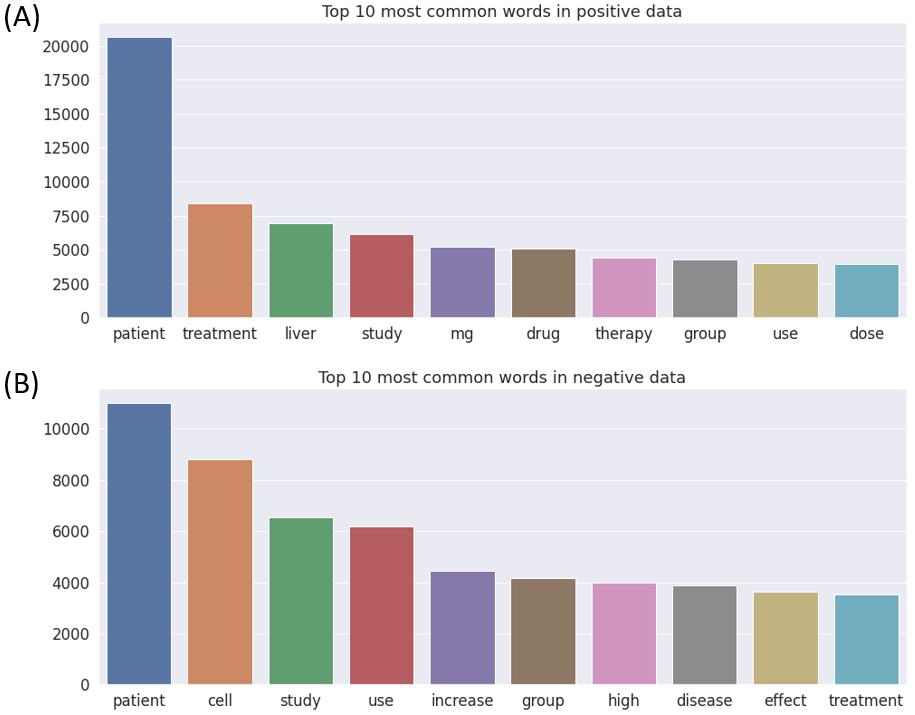 (A)
Top 10 most common words in positive data
20000
17500
15000
12500
10000
7500
5000
2500
0
patient treatment liver study mg drug therapy group use dose
(B)
Top 10 most common words in negative data
10000
8000
6000
4000
2000
0
patient cell study use increase group high disease effect treatment